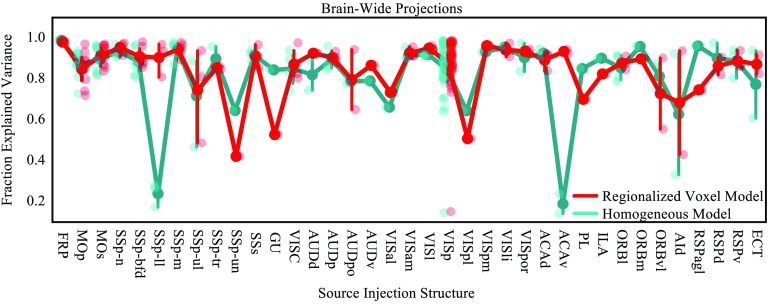 Brain-Wide Projections
Fraction Explained Variance
1.0
0.8
0.6
0.4
0.2
Regionalized Voxel Model
Homogeneous Model
FRP
MOp
MOs
SSp-n
SSp-bfd
SSp-ll
SSp-m
SSp-ul
SSp-tr
SSp-un
SSs
GU
VISC
AUDd
AUDp
AUDpo
AUDv
VISal
VISam
VISl
VISp
VISpl
VISpm
VISli
VISpor
ACAd
ACAv
PL
ILA
ORBl
ORBm
ORBvl
AId
RSPagl
RSPd
RSPv
ECT
Source Injection Structure